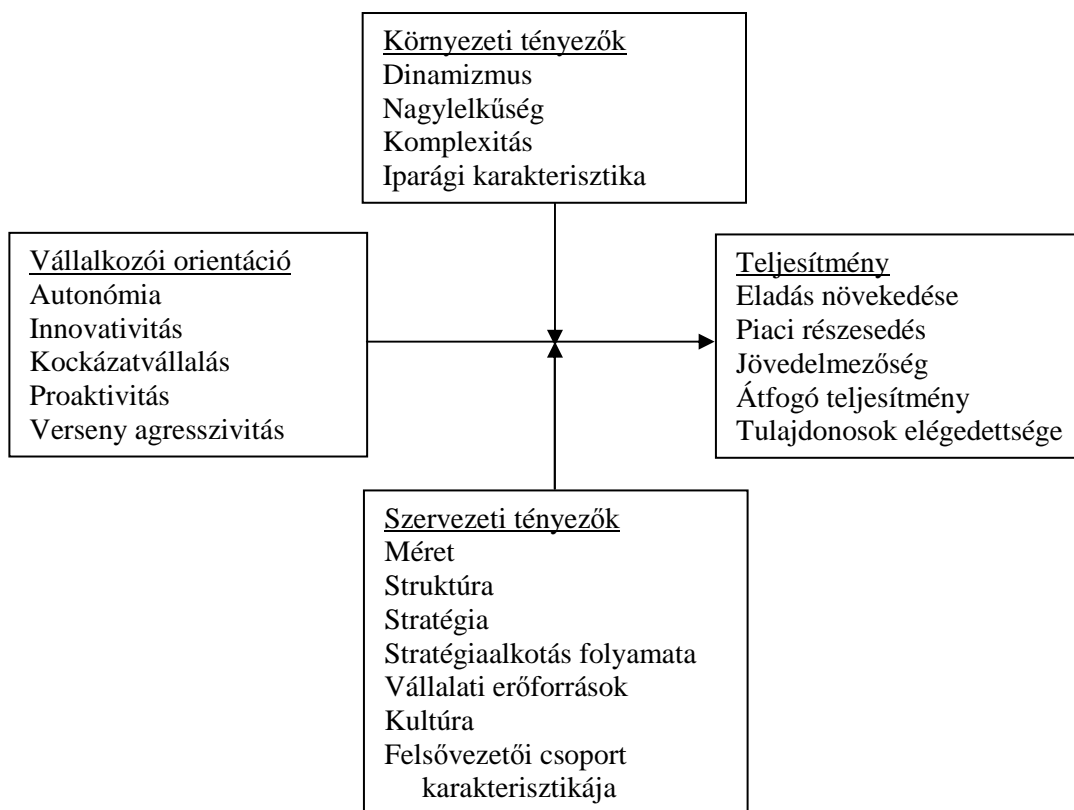 Környezeti tényezők
Dinamizmus
Nagylelkűség
Komplexitás
Iparági karakterisztika
Vállalkozói orientáció
Autonómia
Innovativitás
Kockázatvállalás
Proaktivitás
Verseny agresszivitás
Teljesítmény
Eladás növekedése
Piaci részesedés
Jövedelmezőség
Átfogó teljesítmény
Tulajdonosok elégedettsége
Szervezeti tényezők
Méret
Struktúra
Stratégia
Stratégiaalkotás folyamata
Vállalati erőforrások
Kultúra
Felsővezetői csoport
karakterisztikája